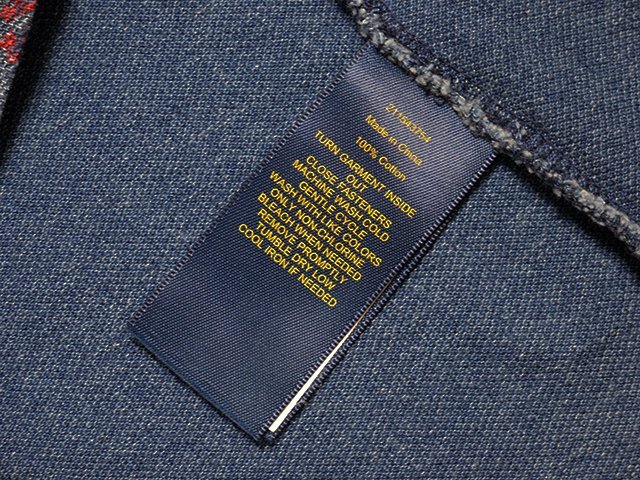 Z11543754
Made in China
100% Cotton
TURN GARMENT INSIDE
OUT
CLOSE FASTENERS
MACHINE WASH COLD
GENTLE CYCLE
WASH WITH LIKE COLORS
ONLY NON-CHLORINE
BLEACH WHEN NEEDED
REMOVE PROMPTLY
TUMBLE DRY LOW
COOL IRON IF NEEDED